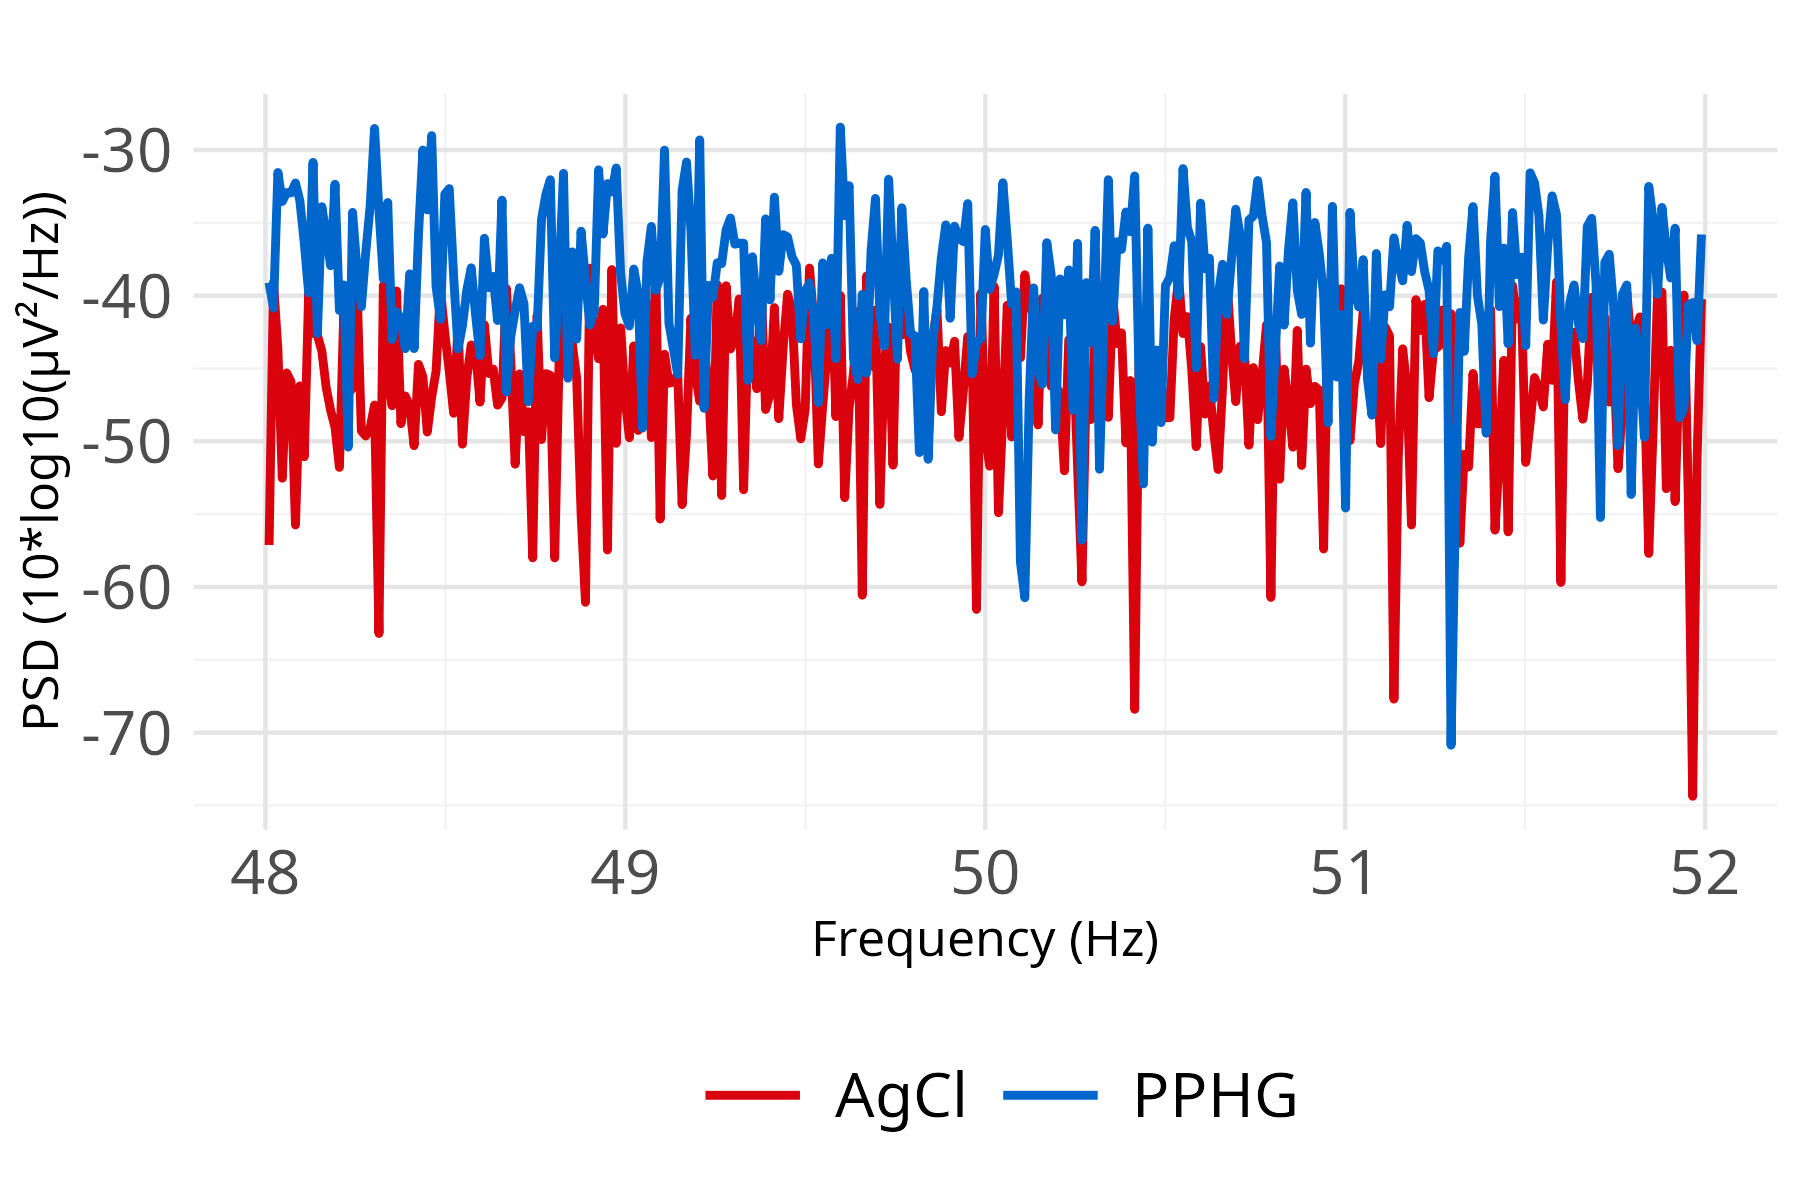 PSD (10*log10(µV²/Hz))
-30
-40
-50
-60
-70
48 49 50 51 52
Frequency (Hz)
AgCl PPHG